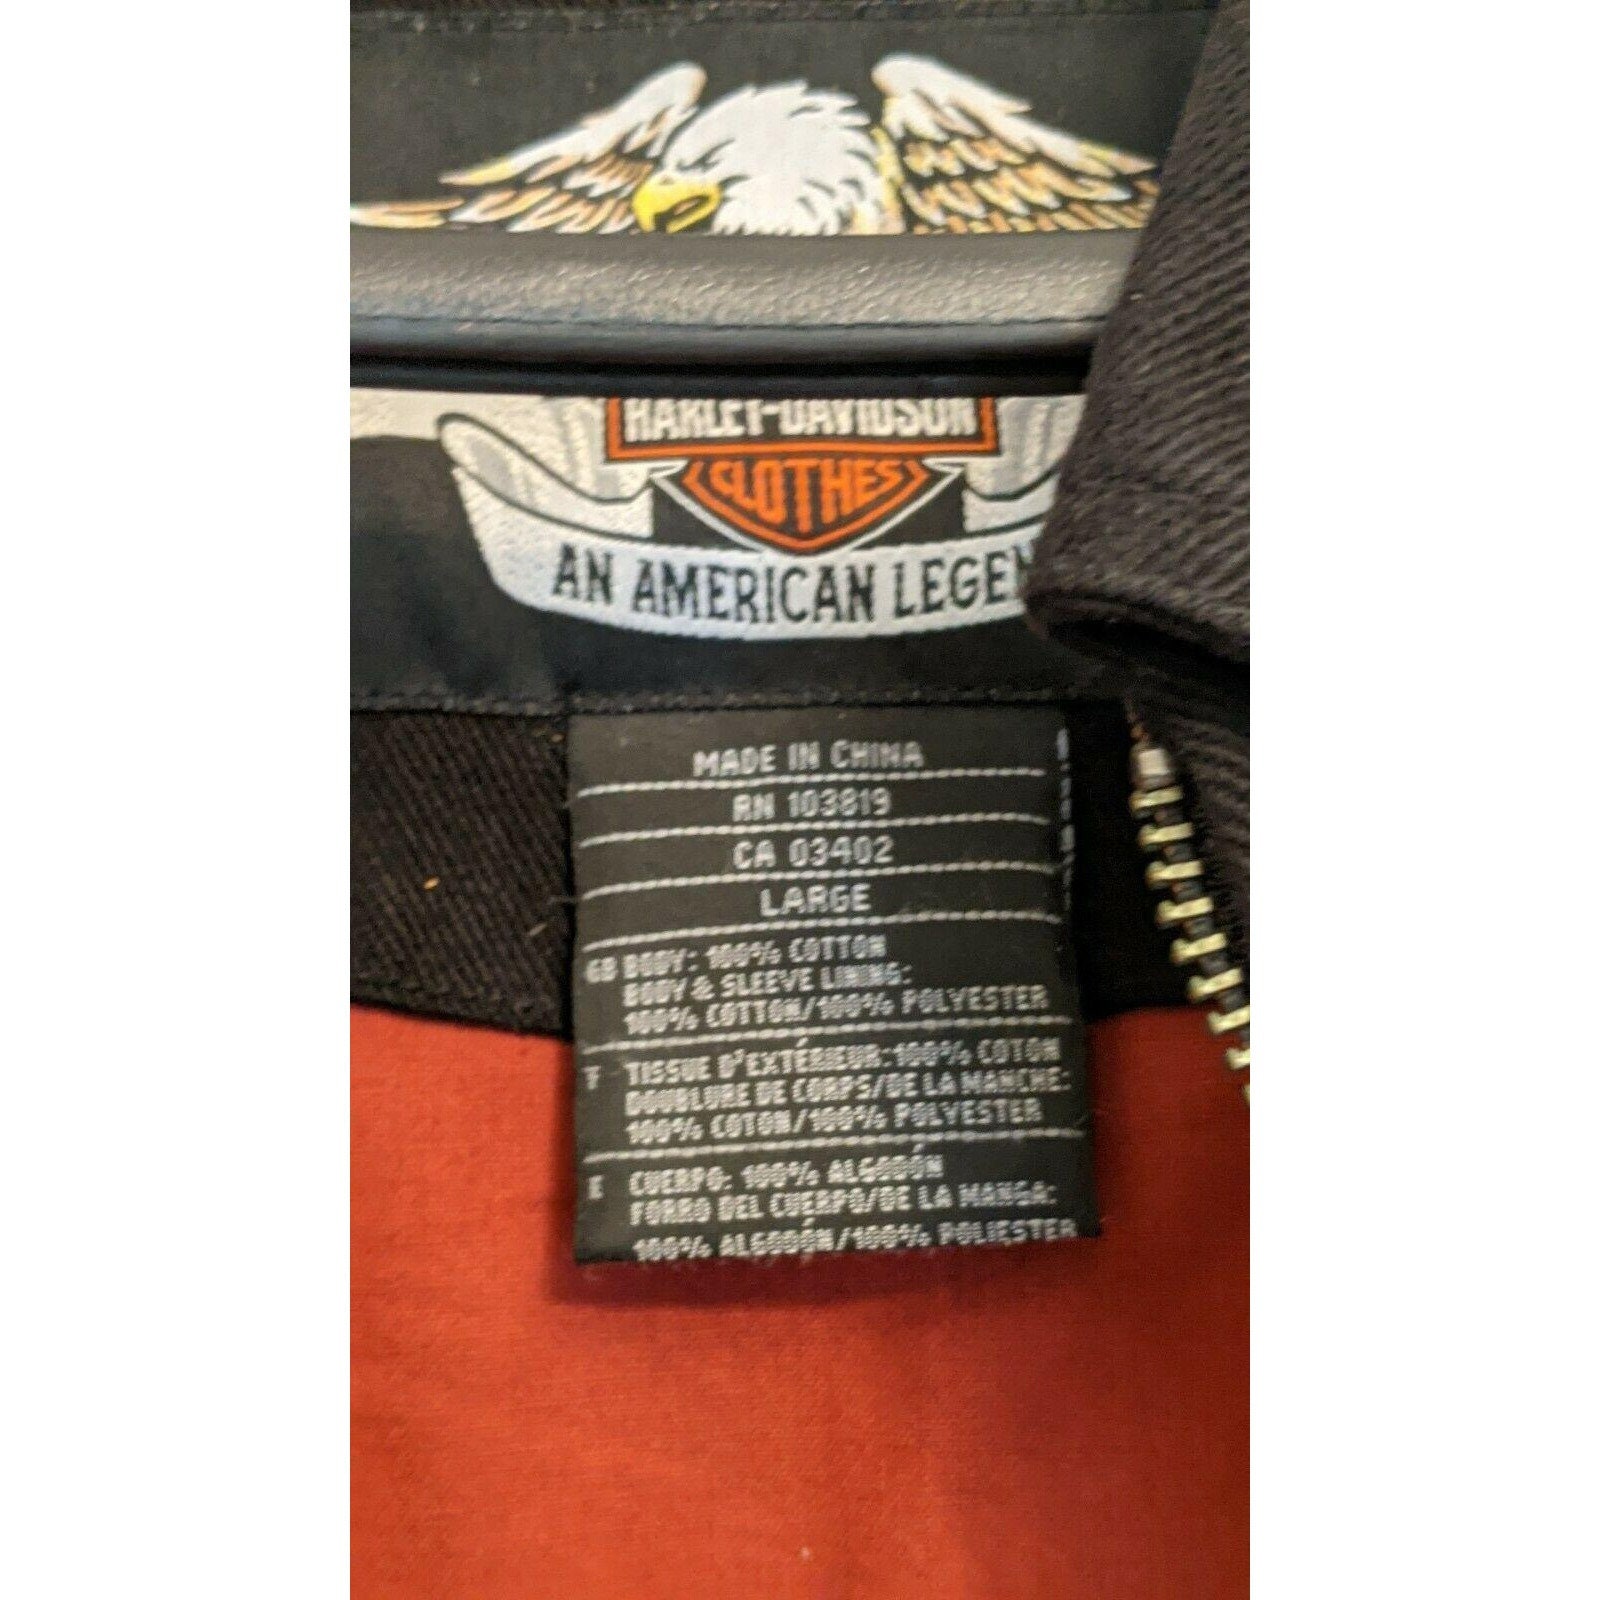 HARLEY-DAVIDSON
CLOTHES
AN AMERICAN LEGEN
MADE IN CHINA
RN 103819
CA 03402
LARGE
GB BODY: 100% COTTON
BODY & SLEEVE LINING:
100% COTTON/100% POLYESTER
TISSUE D'EXTÉRIEUR: 100% COTON
DOUBLURE DE CORPS/DE LA MANCHE:
100% COTON/100% POLYESTER
E CUERPO: 100% ALGODÓN
FORRO DEL CUERPO/DE LA MANGA:
100% ALGODÓN/100% POLIESTER